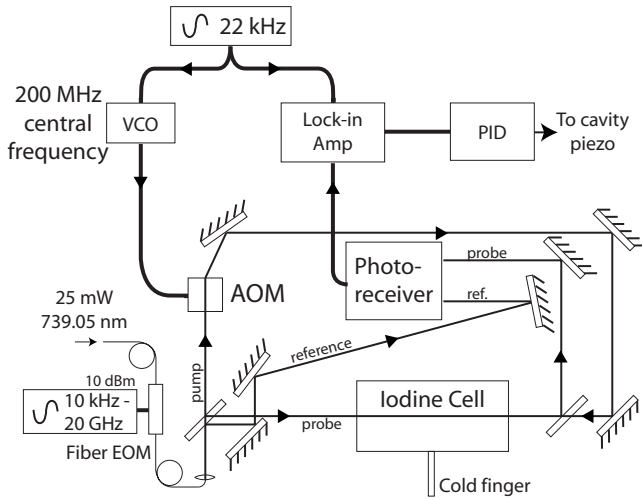 22 kHz
200 MHz
central
frequency
VCO
Lock-in
Amp
PID
To cavity
piezo
Photo-
receiver
probe
ref.
AOM
25 mW
739.05 nm
reference
pump
10 dBm
10 kHz -
20 GHz
Fiber EOM
probe
Iodine Cell
Cold finger